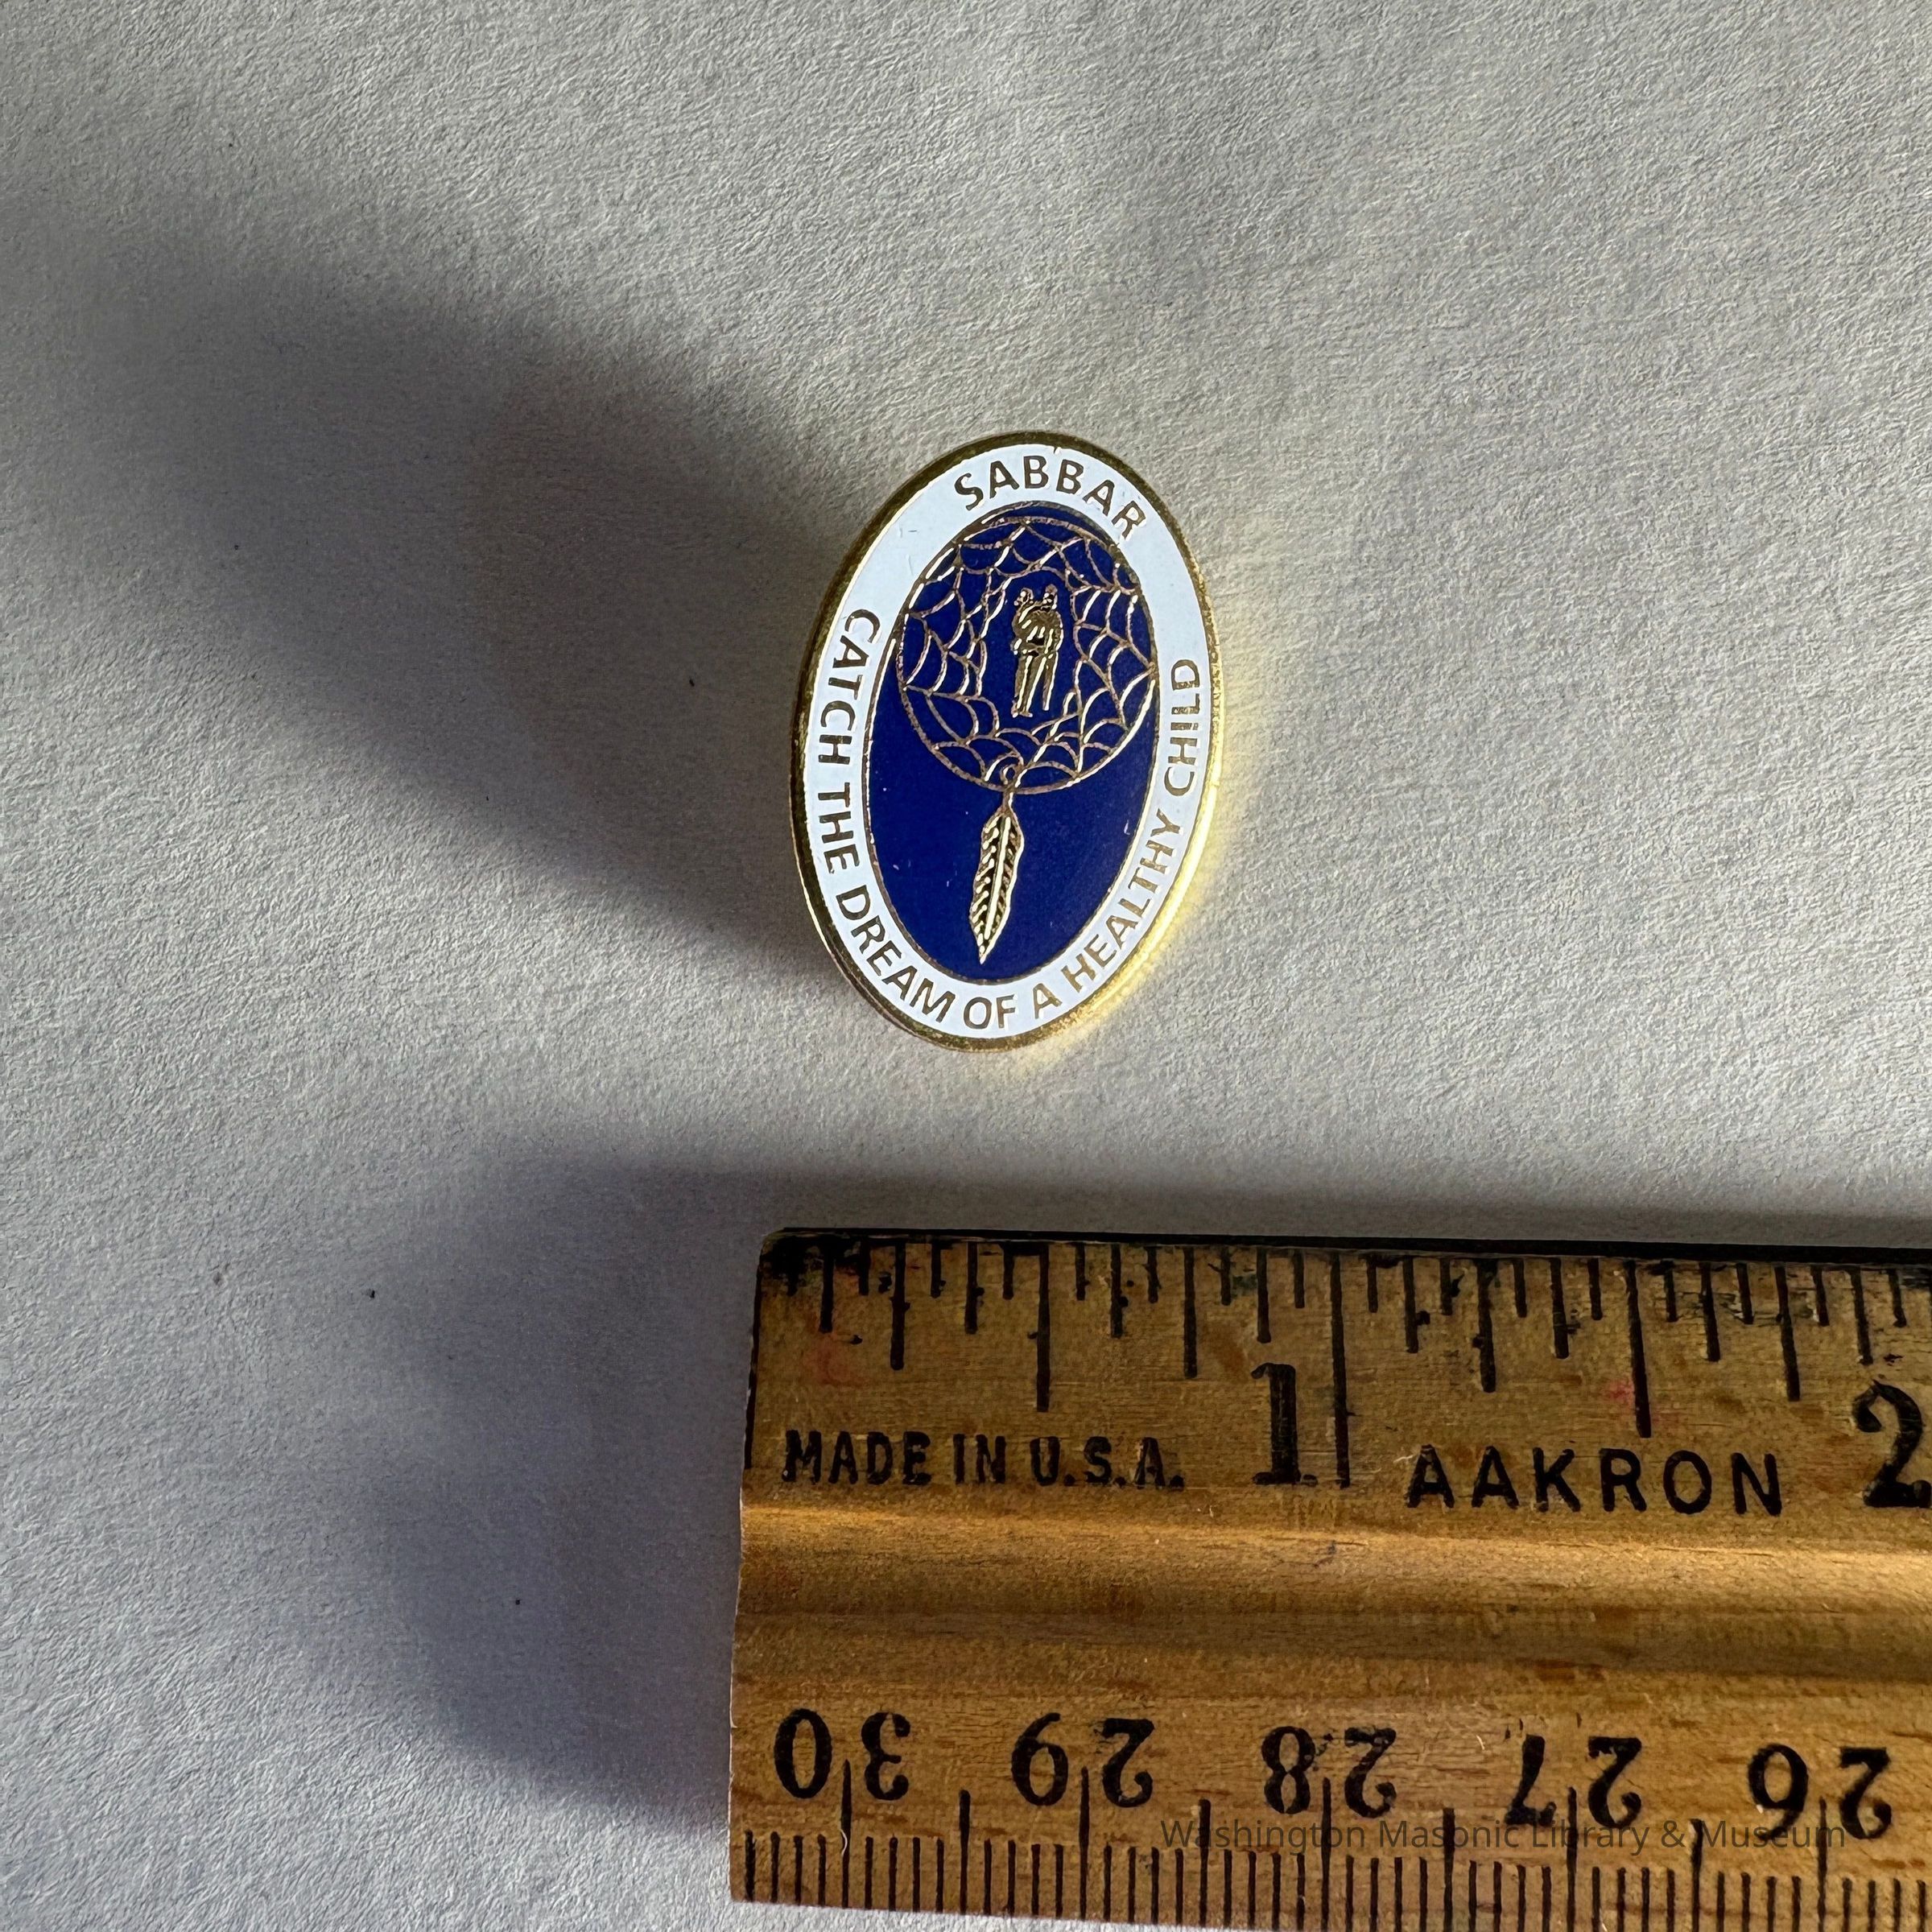 SABBAR
CATCH THE DREAM OF A HEALTHY CHILD
1 2
MADE IN U.S.A. AAKRON
30 29 28 27 26
Washington Masonic Library & Museum